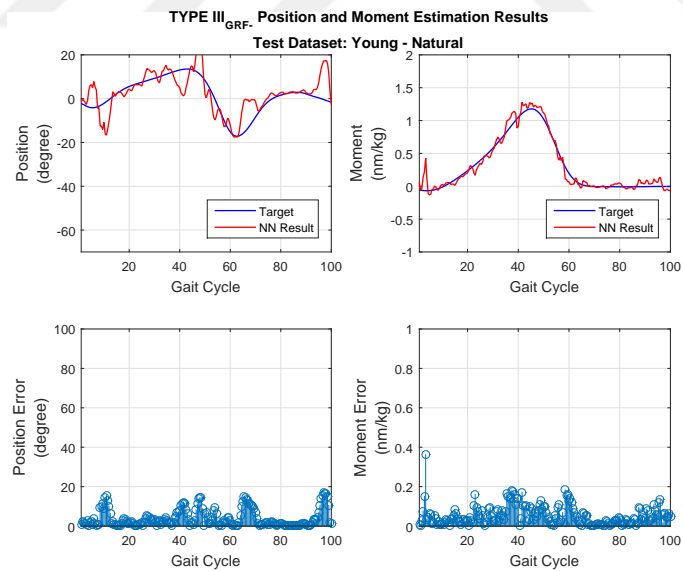 TYPE III GRF- Position and Moment Estimation Results
Test Dataset: Young - Natural
20
0
-20
-40
-60
Position
(degree)
Target
NN Result
20 40 60 80 100
Gait Cycle
2
1.5
1
0.5
0
-0.5
-1
Moment
(nm/kg)
Target
NN Result
20 40 60 80 100
Gait Cycle
100
80
60
40
20
0
Position Error
(degree)
20 40 60 80 100
Gait Cycle
1
0.8
0.6
0.4
0.2
0
Moment Error
(nm/kg)
20 40 60 80 100
Gait Cycle